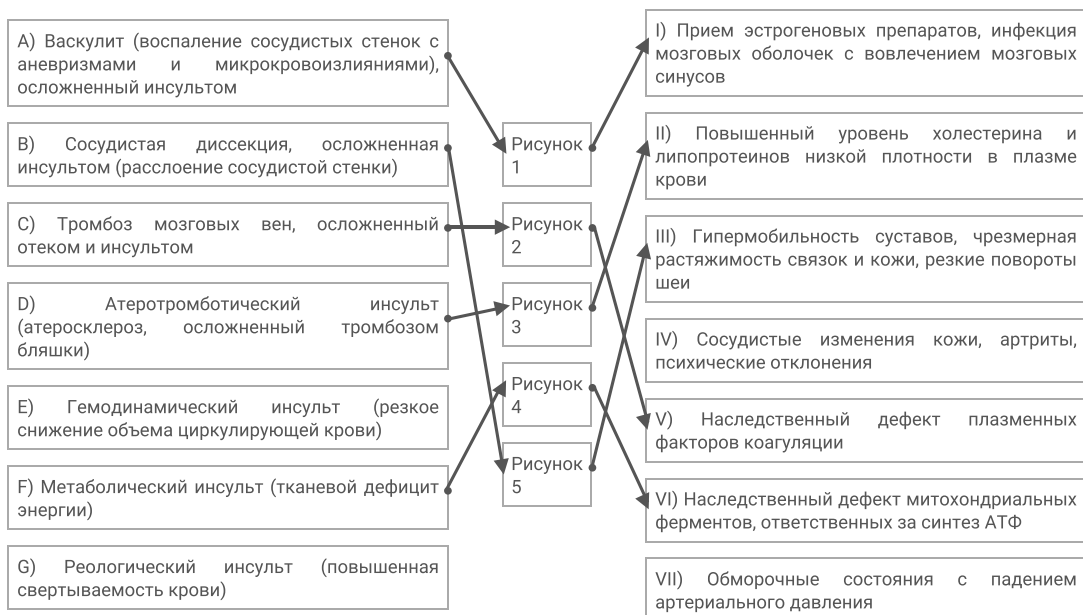 A) Васкулит (воспаление сосудистых стенок с
аневризмами и микрокровоизлияниями),
осложненный инсультом
B) Сосудистая диссекция, осложненная
инсультом (расслоение сосудистой стенки)
C) Тромбоз мозговых вен, осложненный
отеком и инсультом
D) Атеротромботический инсульт
(атеросклероз, осложненный тромбозом
бляшки)
E) Гемодинамический инсульт (резкое
снижение объема циркулирующей крови)
F) Метаболический инсульт (тканевой дефицит
энергии)
G) Реологический инсульт (повышенная
свертываемость крови)
Рисунок
1
Рисунок
2
Рисунок
3
Рисунок
4
Рисунок
5
I) Прием эстрогеновых препаратов, инфекция
мозговых оболочек с вовлечением мозговых
синусов
II) Повышенный уровень холестерина и
липопротеинов низкой плотности в плазме
крови
III) Гипермобильность суставов, чрезмерная
растяжимость связок и кожи, резкие повороты
шеи
IV) Сосудистые изменения кожи, артриты,
психические отклонения
V) Наследственный дефект плазменных
факторов коагуляции
VI) Наследственный дефект митохондриальных
ферментов, ответственных за синтез АТФ
VII) Обморочные состояния с падением
артериального давления